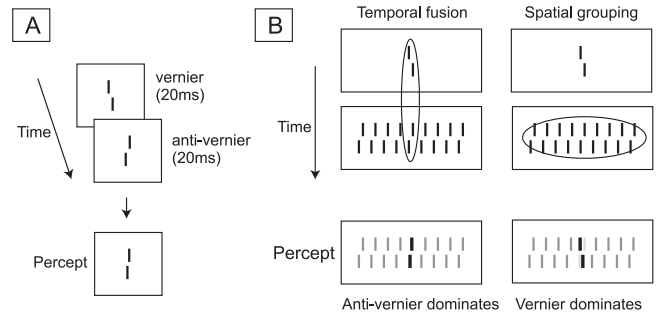 A
vernier
(20ms)
Time
anti-vernier
(20ms)
Percept
B
Temporal fusion
Spatial grouping
Time
Percept
Anti-vernier dominates
Vernier dominates